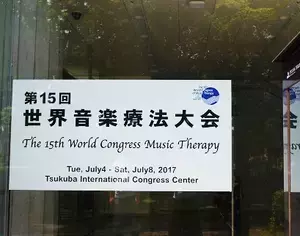 第15回
世界音楽療法大会
The 15th World Congress Music Therapy
Tue, July4 - Sat, July8, 2017
Tsukuba International Congress Center